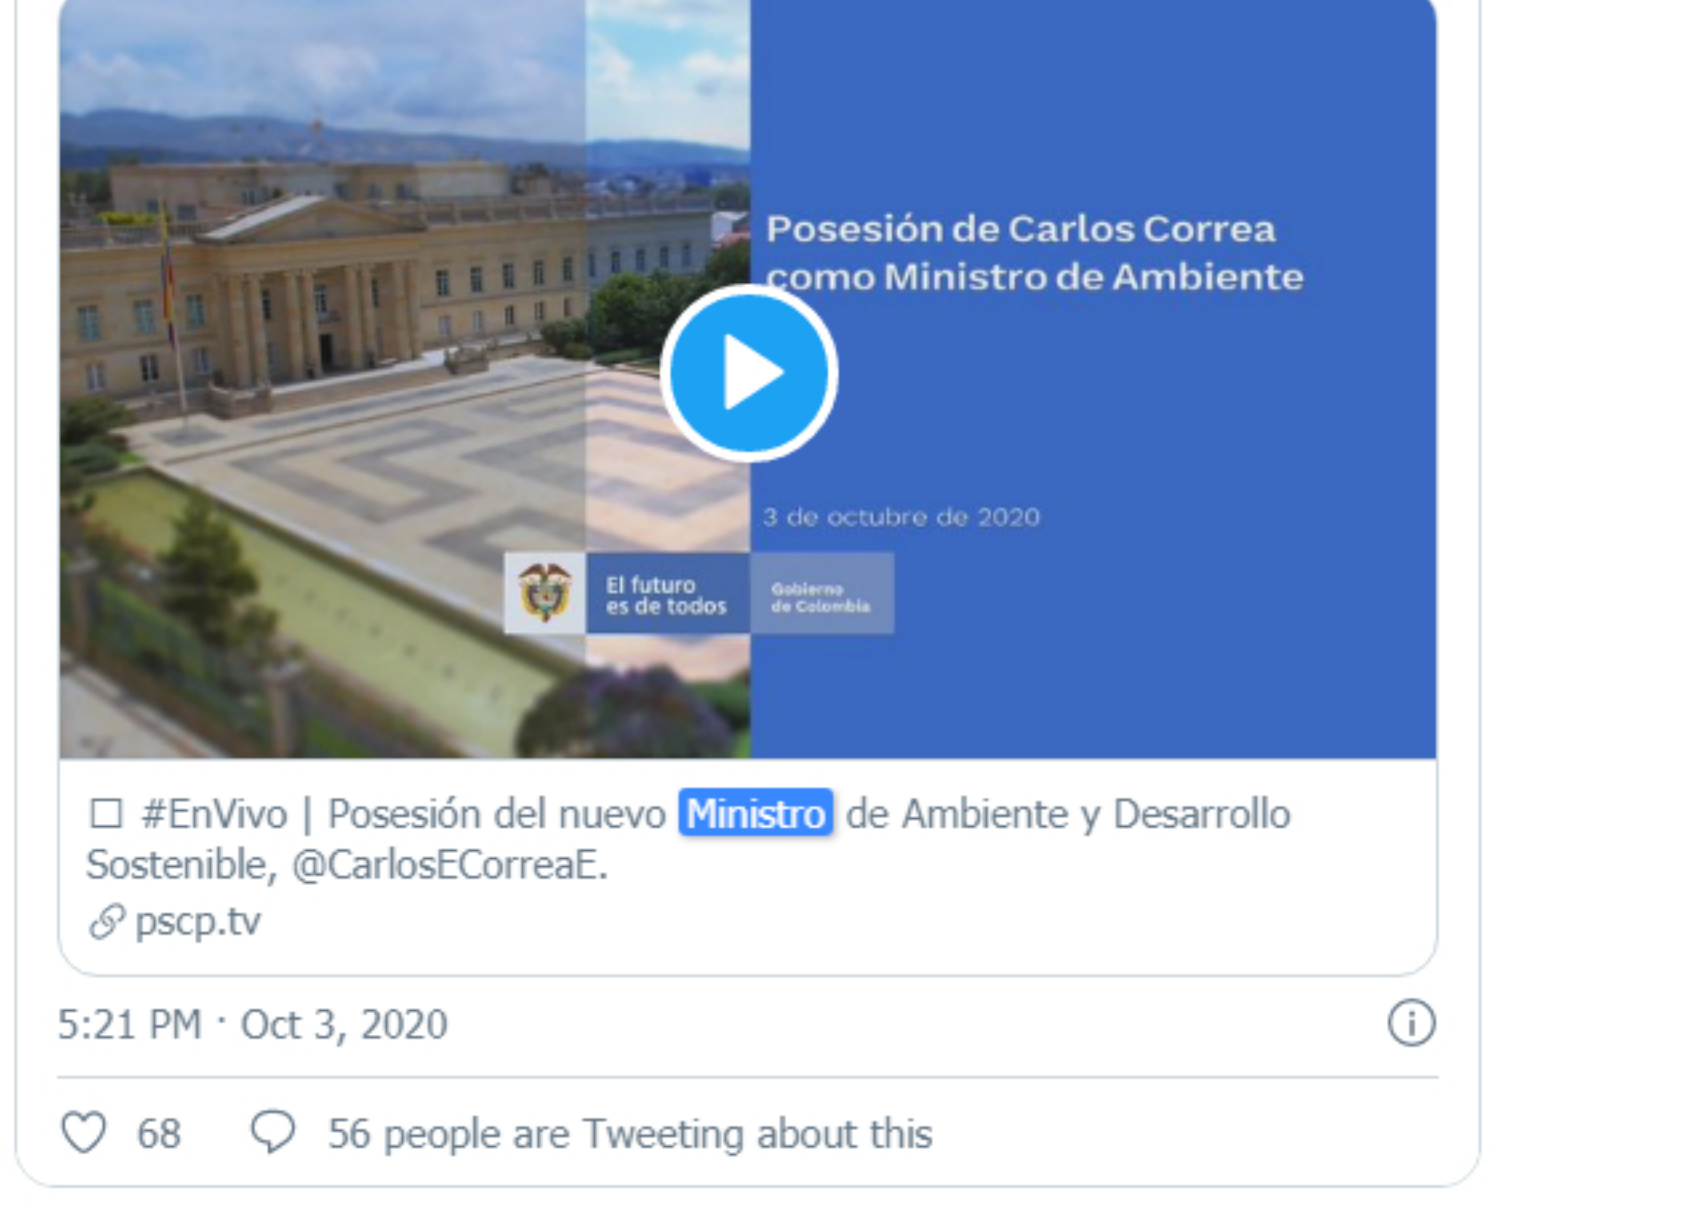 Posesión de Carlos Correa
como Ministro de Ambiente
3 de octubre de 2020
El futuro
es de todos
Gobierno
de Colombia
#EnVivo | Posesión del nuevo Ministro de Ambiente y Desarrollo
Sostenible, @CarlosECorreaE.
pscp.tv
5:21 PM · Oct 3, 2020
68 56 people are Tweeting about this